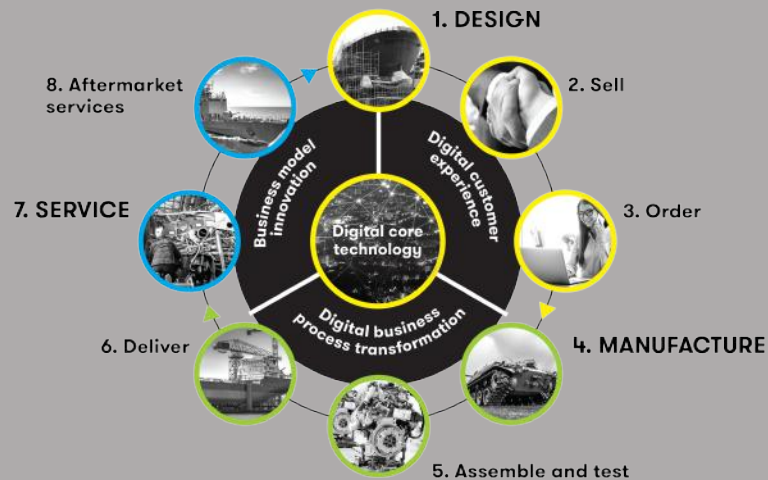 1. DESIGN
2. Sell
3. Order
4. MANUFACTURE
5. Assemble and test
6. Deliver
7. SERVICE
8. Aftermarket
services
Business model
innovation
Digital customer
experience
Digital core
technology
Digital business
process transformation